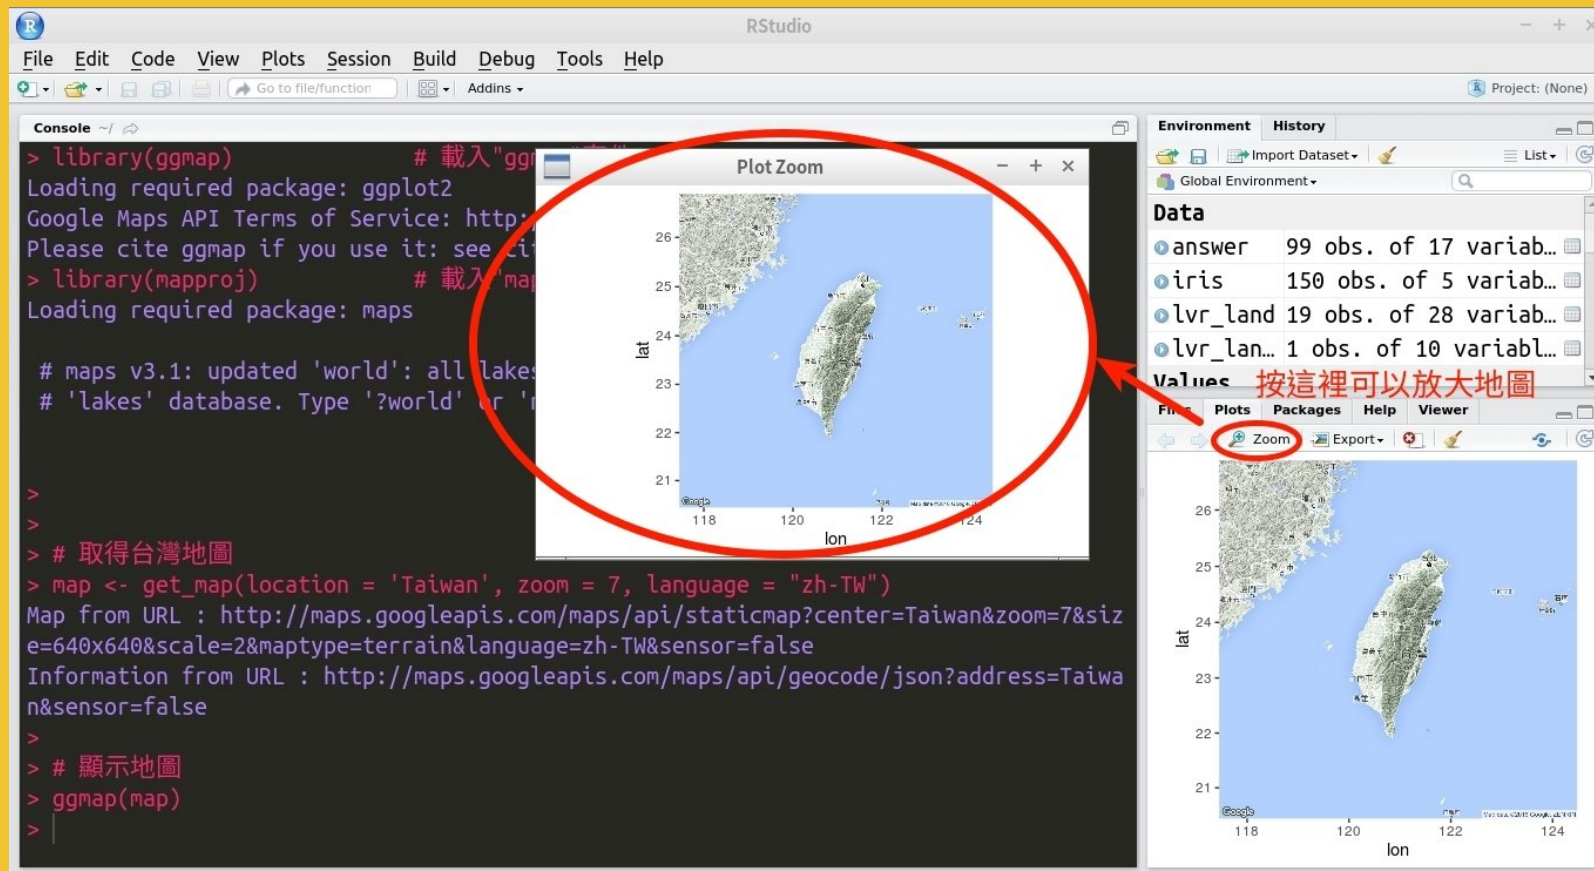 RStudio
File Edit Code View Plots Session Build Debug Tools Help
Go to file/function Addins
Project: (None)
Console ~/
> library(ggmap) # 載入"gg
Loading required package: ggplot2
Google Maps API Terms of Service: http:/
Please cite ggmap if you use it: see cit
> library(mapproj) # 載入"map
Loading required package: maps
# maps v3.1: updated 'world': all lakes
# 'lakes' database. Type '?world' or '
>
>
> # 取得台灣地圖
> map <- get_map(location = 'Taiwan', zoom = 7, language = "zh-TW")
Map from URL : http://maps.googleapis.com/maps/api/staticmap?center=Taiwan&zoom=7&siz
e=640x640&scale=2&maptype=terrain&language=zh-TW&sensor=false
Information from URL : http://maps.googleapis.com/maps/api/geocode/json?address=Taiwa
n&sensor=false
>
> # 顯示地圖
> ggmap(map)
>
Plot Zoom
26
25
24
23
22
21
lat
118 120 122 124
lon
Google
Environment History
Import Dataset List
Global Environment
Data
answer 99 obs. of 17 variab…
iris 150 obs. of 5 variab…
lvr_land 19 obs. of 28 variab…
lvr_lan… 1 obs. of 10 variabl…
Values
按這裡可以放大地圖
Files Plots Packages Help Viewer
Zoom Export
26
25
24
23
22
21
lat
Google
118 120 122 124
lon